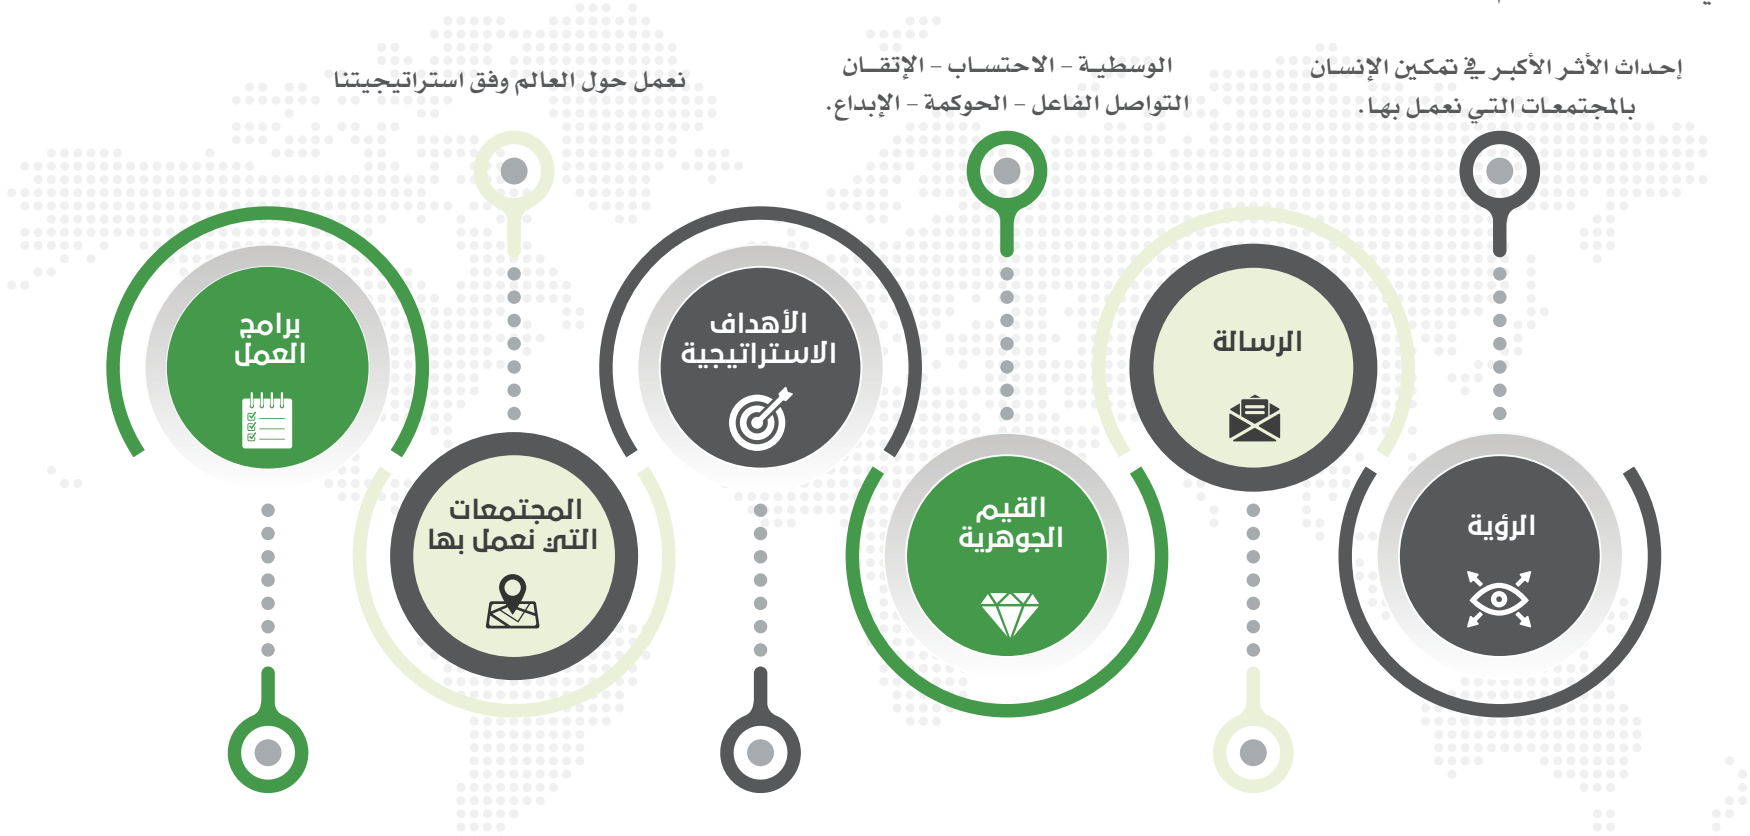 إحداث الأثر الأكبر في تمكين الإنسان
بالمجتمعات التي نعمل بها.
الوسطية – الاحتساب – الإتقان
التواصل الفاعل – الحوكمة – الإبداع.
نعمل حول العالم وفق استراتيجيتنا
الرؤية
الرسالة
القيم
الجوهرية
الأهداف
الاستراتيجية
المجتمعات
التي نعمل بها
برامج
العمل